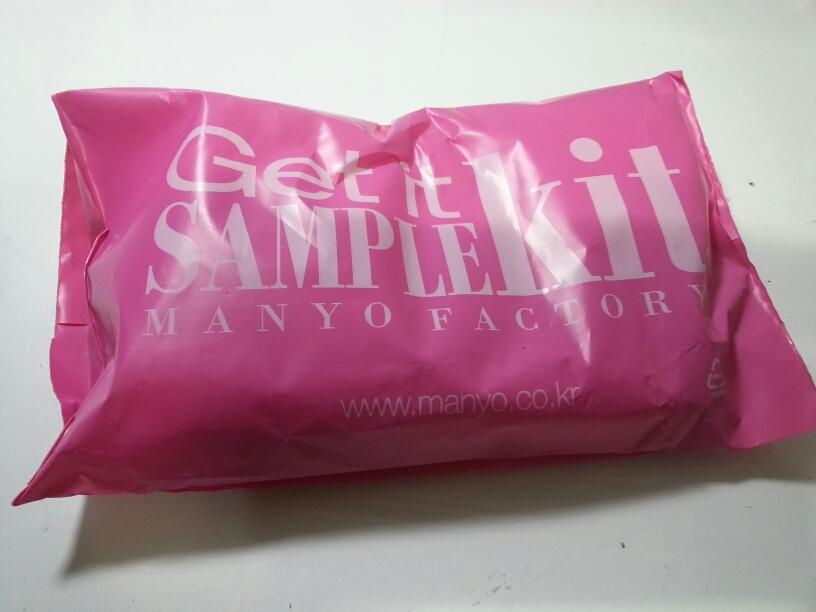 Get it
SAMPLE kit
MANYO FACTORY
www.manyo.co.kr